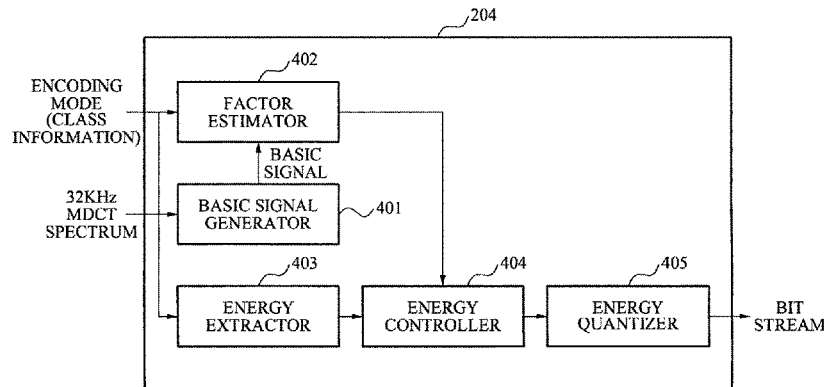 204
402
ENCODING
MODE
(CLASS
INFORMATION)
FACTOR
ESTIMATOR
BASIC
SIGNAL
32KHz
MDCT
SPECTRUM
BASIC SIGNAL
GENERATOR
401
403
404
405
ENERGY
EXTRACTOR
ENERGY
CONTROLLER
ENERGY
QUANTIZER
BIT
STREAM